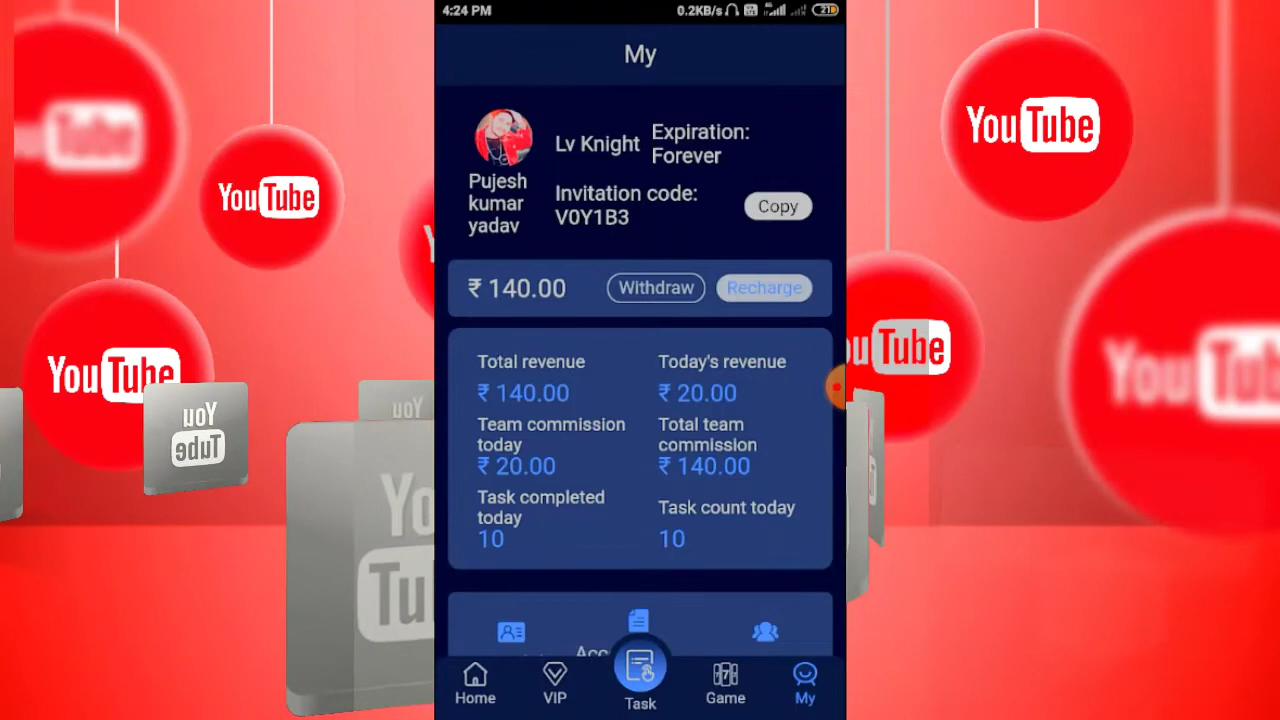 4:24 PM
0.2KB/s
21
My
Lv Knight
Expiration:
Forever
Pujesh
kumar
yadav
Invitation code:
V0Y1B3
Copy
₹ 140.00
Withdraw
Recharge
Total revenue
Today's revenue
₹ 140.00
₹ 20.00
Team commission
today
Total team
commission
₹ 20.00
₹ 140.00
Task completed
today
Task count today
10
10
Home
VIP
Task
Game
My
YouTube
YouTube
YouTube
YouTube
You
Tube